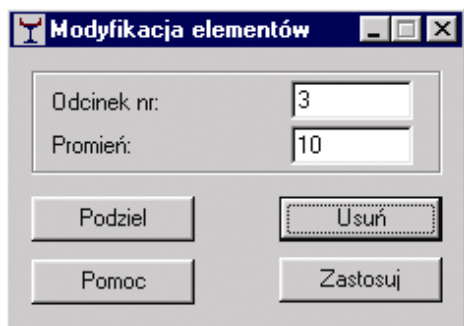 Modyfikacja elementów
Odcinek nr: 3
Promień: 10
Podziel Usuń
Pomoc Zastosuj